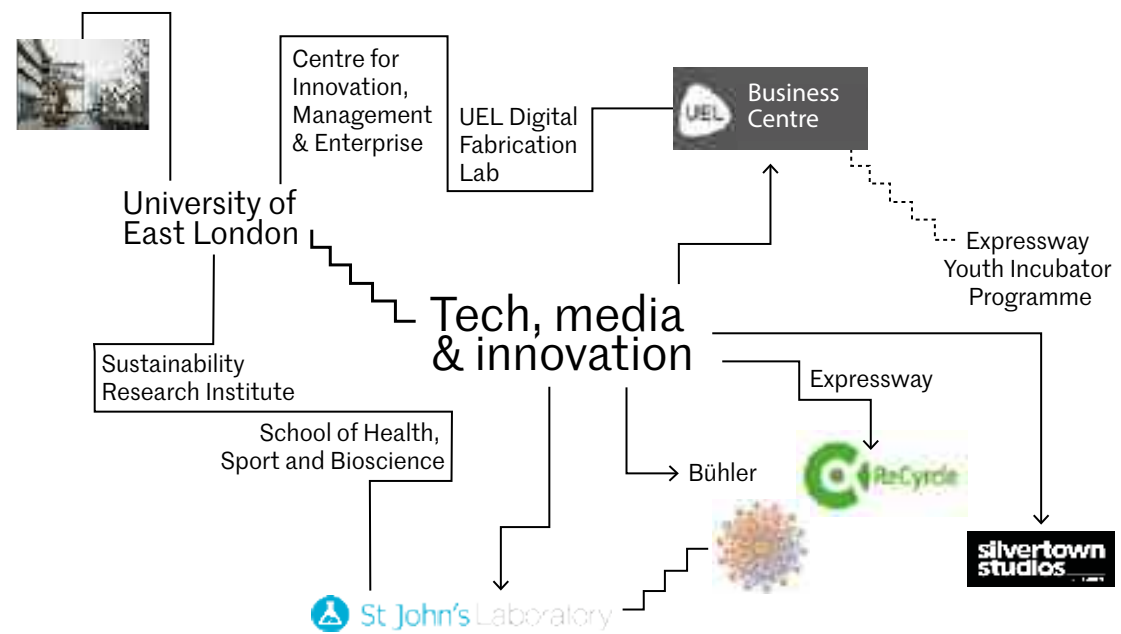 Centre for
Innovation,
Management
& Enterprise
UEL Digital
Fabrication
Lab
UEL
Business
Centre
University of
East London
Expressway
Youth Incubator
Programme
Tech, media
& innovation
Sustainability
Research Institute
Expressway
School of Health,
Sport and Bioscience
Bühler
ReCyrcle
silvertown
studios
St John's Laboratory